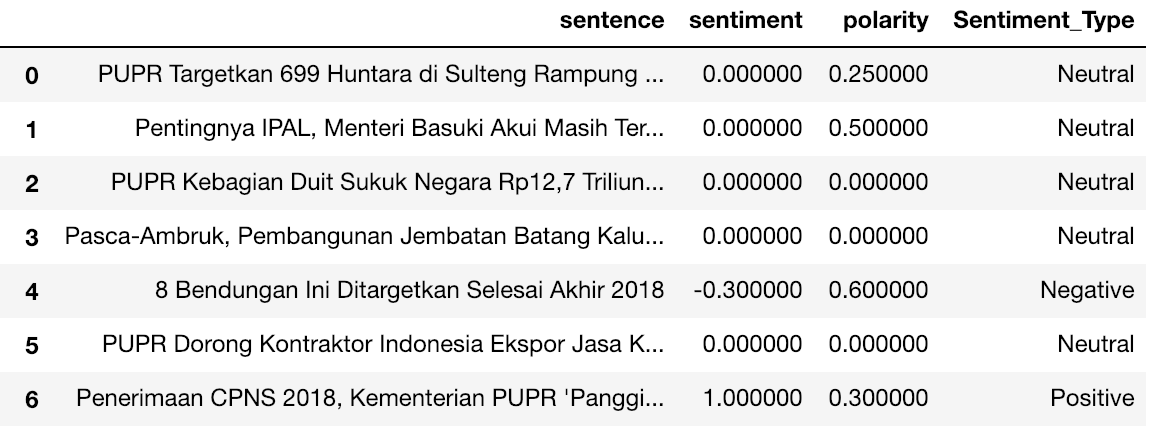 sentence sentiment polarity Sentiment_Type
0 PUPR Targetkan 699 Huntara di Sulteng Rampung ... 0.000000 0.250000 Neutral
1 Pentingnya IPAL, Menteri Basuki Akui Masih Ter... 0.000000 0.500000 Neutral
2 PUPR Kebagian Duit Sukuk Negara Rp12,7 Triliun... 0.000000 0.000000 Neutral
3 Pasca-Ambruk, Pembangunan Jembatan Batang Kalu... 0.000000 0.000000 Neutral
4 8 Bendungan Ini Ditargetkan Selesai Akhir 2018 -0.300000 0.600000 Negative
5 PUPR Dorong Kontraktor Indonesia Ekspor Jasa K... 0.000000 0.000000 Neutral
6 Penerimaan CPNS 2018, Kementerian PUPR 'Panggi... 1.000000 0.300000 Positive